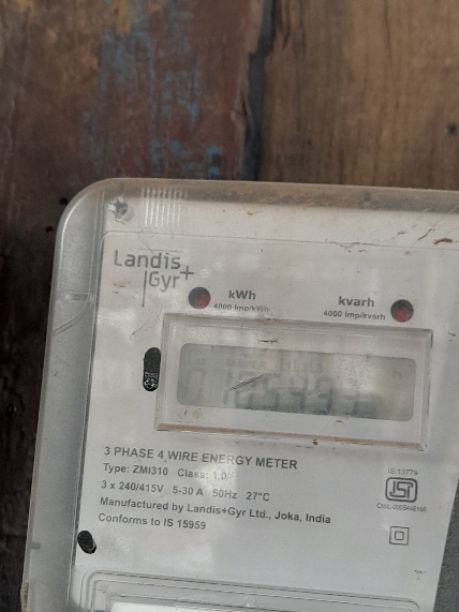 Landis
Gyr+
kWh
4000 Imp/kWh
kvarh
4000 Imp/kvarh
3 PHASE 4 WIRE ENERGY METER
Type: ZMI310 Class: 1.0
3 x 240/415V 5-30 A 50Hz 27°C
Manufactured by Landis+Gyr Ltd., Joka, India
Conforms to IS 15959
IS 13779
ISI